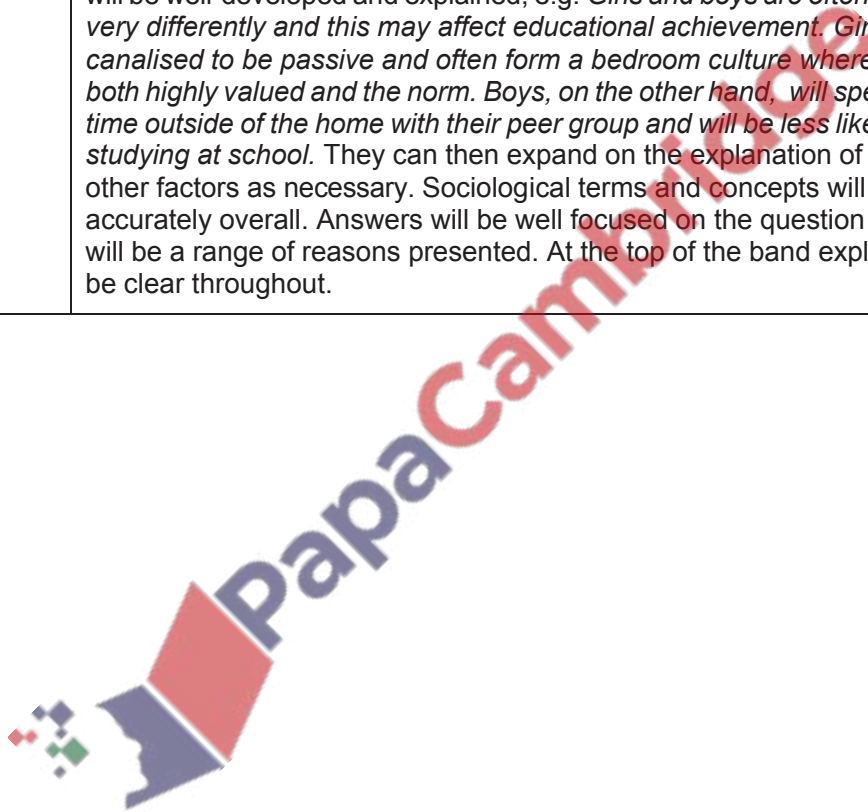 will be well-developed and explained, e.g. Girls and boys are often
very differently and this may affect educational achievement. Gir
canalised to be passive and often form a bedroom culture where
both highly valued and the norm. Boys, on the other hand, will spe
time outside of the home with their peer group and will be less like
studying at school. They can then expand on the explanation of
other factors as necessary. Sociological terms and concepts will
accurately overall. Answers will be well focused on the question
will be a range of reasons presented. At the top of the band expl
be clear throughout.
PapaCambridge